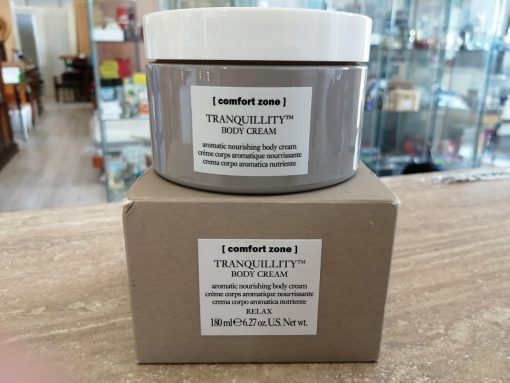 [ comfort zone ]
TRANQUILLITY™
BODY CREAM
aromatic nourishing body cream
crème corps aromatique nourrissante
crema corpo aromatica nutriente
[ comfort zone ]
TRANQUILLITY™
BODY CREAM
aromatic nourishing body cream
crème corps aromatique nourrissante
crema corpo aromatica nutriente
RELAX
180 ml ℮ 6.27 oz. U.S. Net wt.